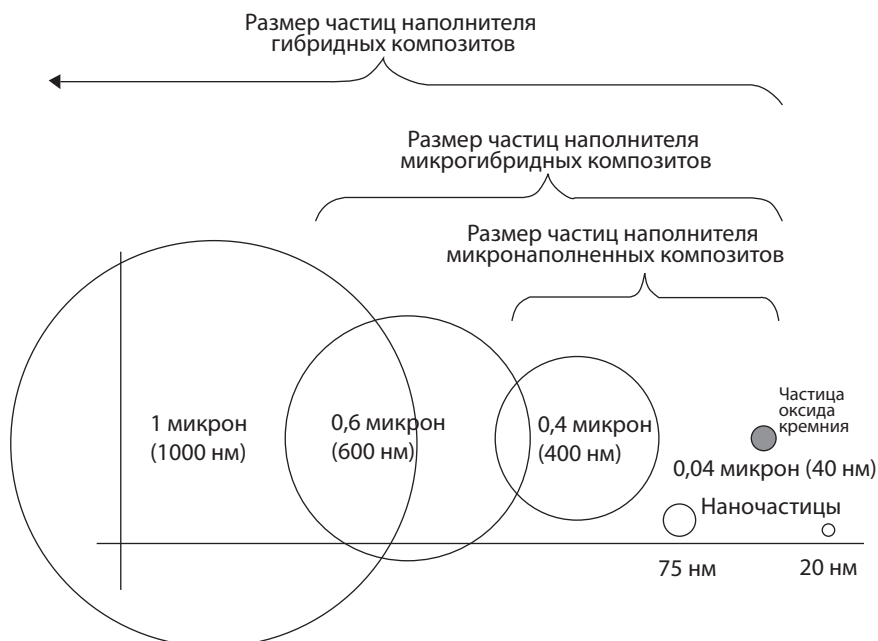 Размер частиц наполнителя
гибридных композитов
Размер частиц наполнителя
микрогибридных композитов
Размер частиц наполнителя
микронаполненных композитов
1 микрон
(1000 нм)
0,6 микрон
(600 нм)
0,4 микрон
(400 нм)
Частица
оксида
кремния
0,04 микрон (40 нм)
Наночастицы
75 нм
20 нм